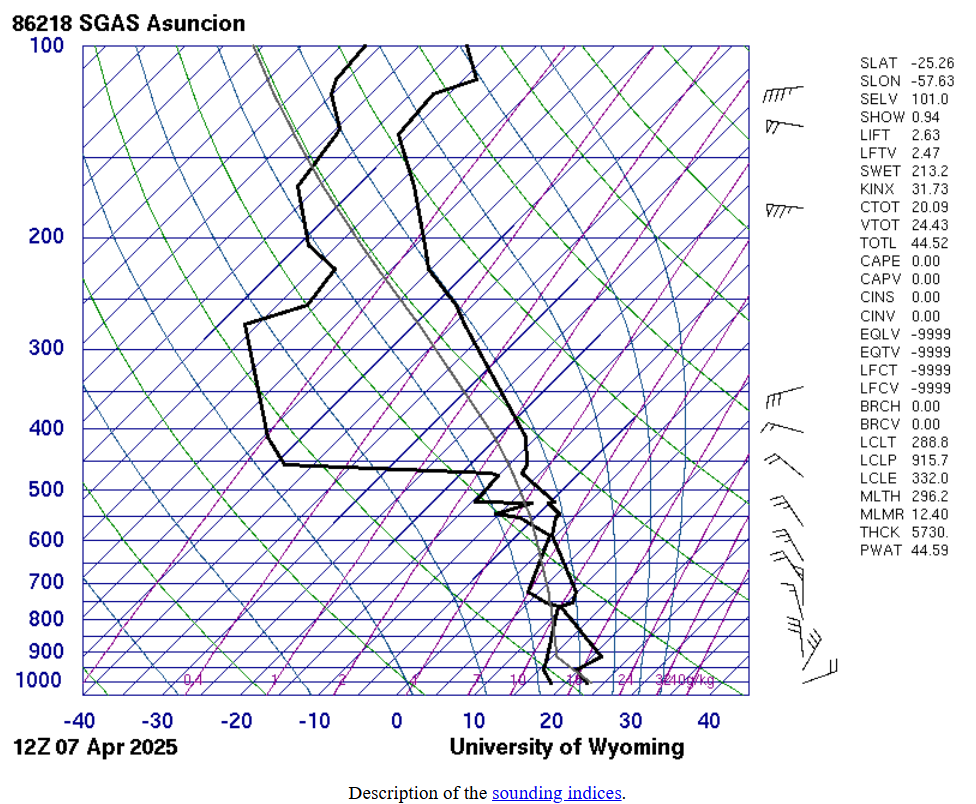 86218 SGAS Asuncion
100
200
300
400
500
600
700
800
900
1000
0.1 1 2 4 7 10 16 24 32 40g/kg
-40 -30 -20 -10 0 10 20 30 40
12Z 07 Apr 2025 University of Wyoming
SLAT -25.26
SLON -57.63
SELV 101.0
SHOW 0.94
LIFT 2.63
LFTV 2.47
SWET 213.2
KINX 31.73
CTOT 20.09
VTOT 24.43
TOTL 44.52
CAPE 0.00
CAPV 0.00
CINS 0.00
CINV 0.00
EQLV -9999
EQTV -9999
LFCT -9999
LFCV -9999
BRCH 0.00
BRCV 0.00
LCLT 288.8
LCLP 915.7
LCLE 332.0
MLTH 296.2
MLMR 12.40
THCK 5730.
PWAT 44.59
Description of the sounding indices.